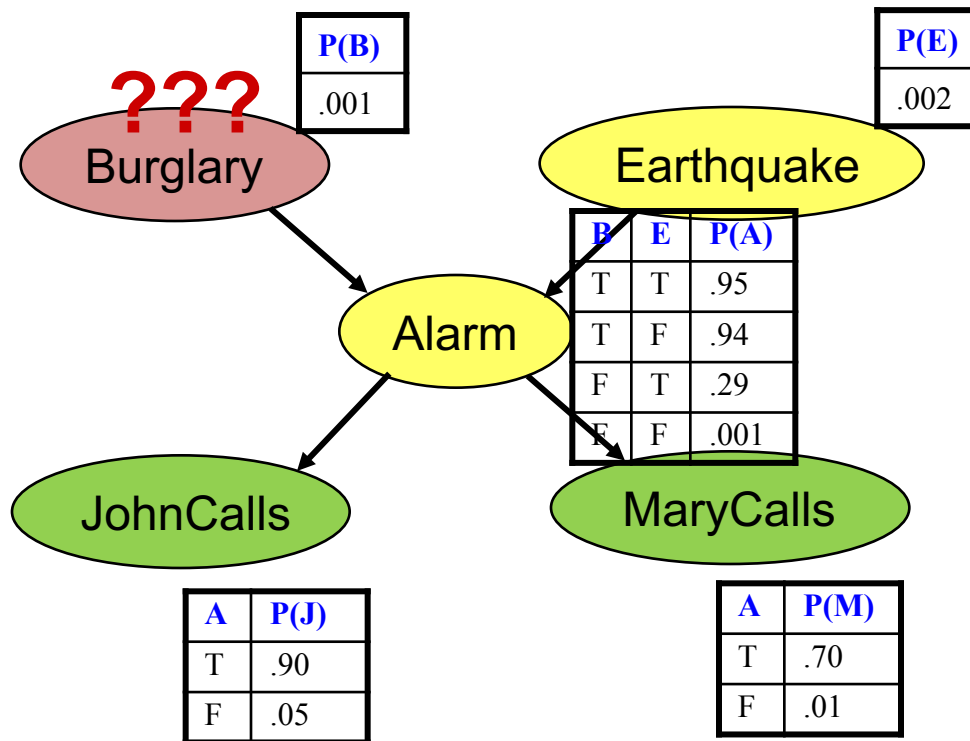 P(B)
.001
P(E)
.002
???
Burglary
Earthquake
B E P(A)
T T .95
T F .94
F T .29
F F .001
Alarm
JohnCalls
MaryCalls
A P(J)
T .90
F .05
A P(M)
T .70
F .01